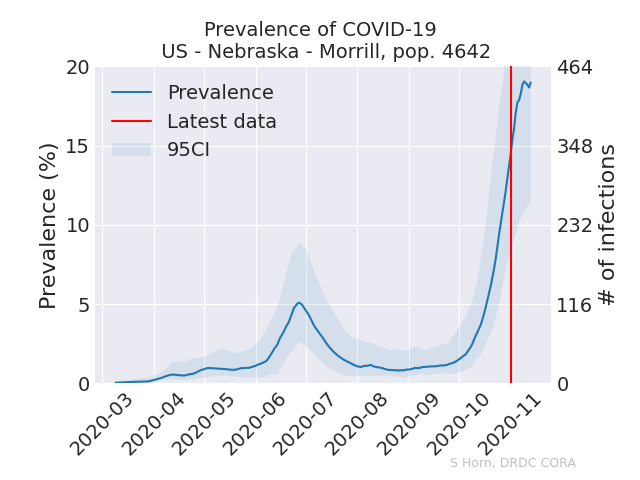 Prevalence of COVID-19
US - Nebraska - Morrill, pop. 4642
Prevalence (%)
20
15
10
5
0
Prevalence
Latest data
95CI
464
348
232
116
0
# of infections
2020-03
2020-04
2020-05
2020-06
2020-07
2020-08
2020-09
2020-10
2020-11
S Horn, DRDC CORA